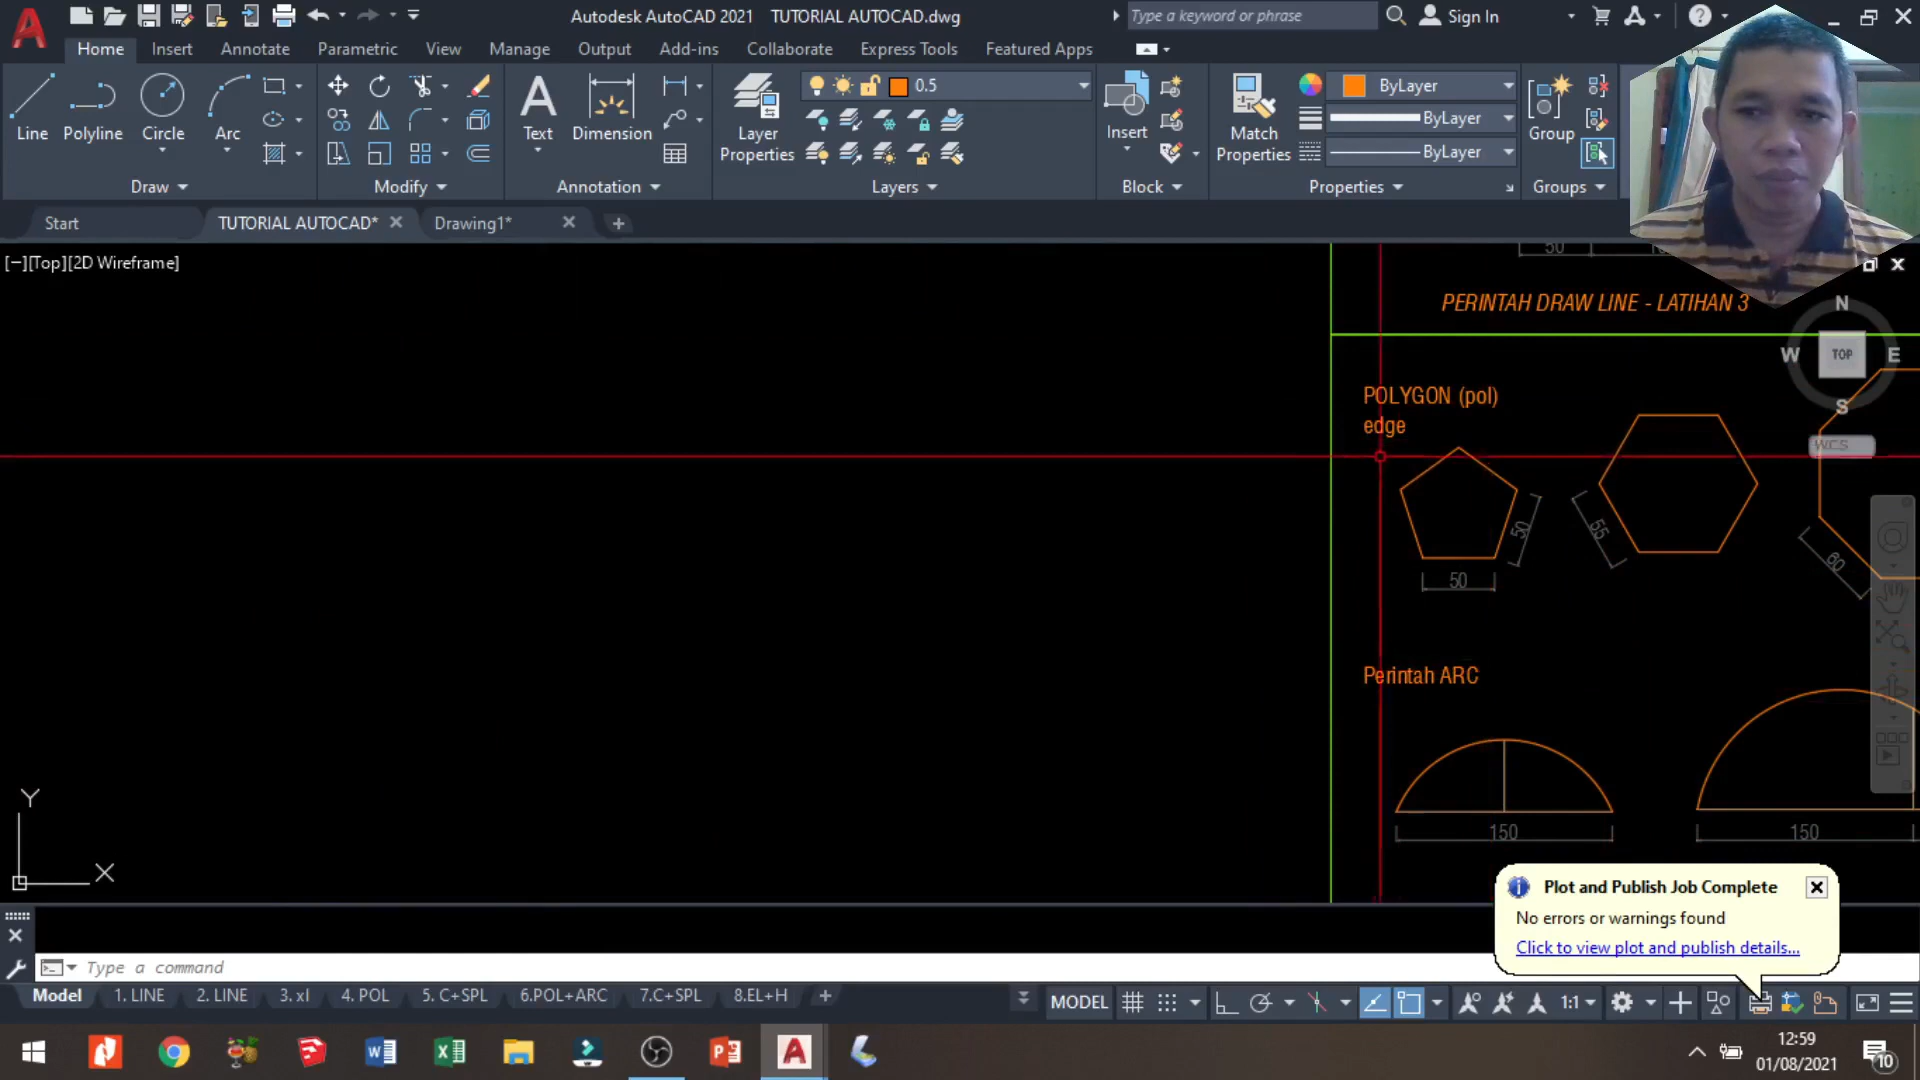 Autodesk AutoCAD 2021 TUTORIAL AUTOCAD.dwg
Type a keyword or phrase
Sign In
Home Insert Annotate Parametric View Manage Output Add-ins Collaborate Express Tools Featured Apps
Line Polyline Circle Arc
Text Dimension
Layer Properties
0.5
Insert
Match Properties
ByLayer
ByLayer
ByLayer
Group
Draw Modify Annotation Layers Block Properties Groups
Start TUTORIAL AUTOCAD* Drawing1*
[−][Top][2D Wireframe]
50
PERINTAH DRAW LINE - LATIHAN 3
N
W TOP E
S
WCS
POLYGON (pol)
edge
50
55
60
50
Perintah ARC
150
150
Y
X
Plot and Publish Job Complete
No errors or warnings found
Click to view plot and publish details...
Type a command
Model 1. LINE 2. LINE 3. xl 4. POL 5. C+SPL 6.POL+ARC 7.C+SPL 8.EL+H
MODEL 1:1
12:59
01/08/2021
10